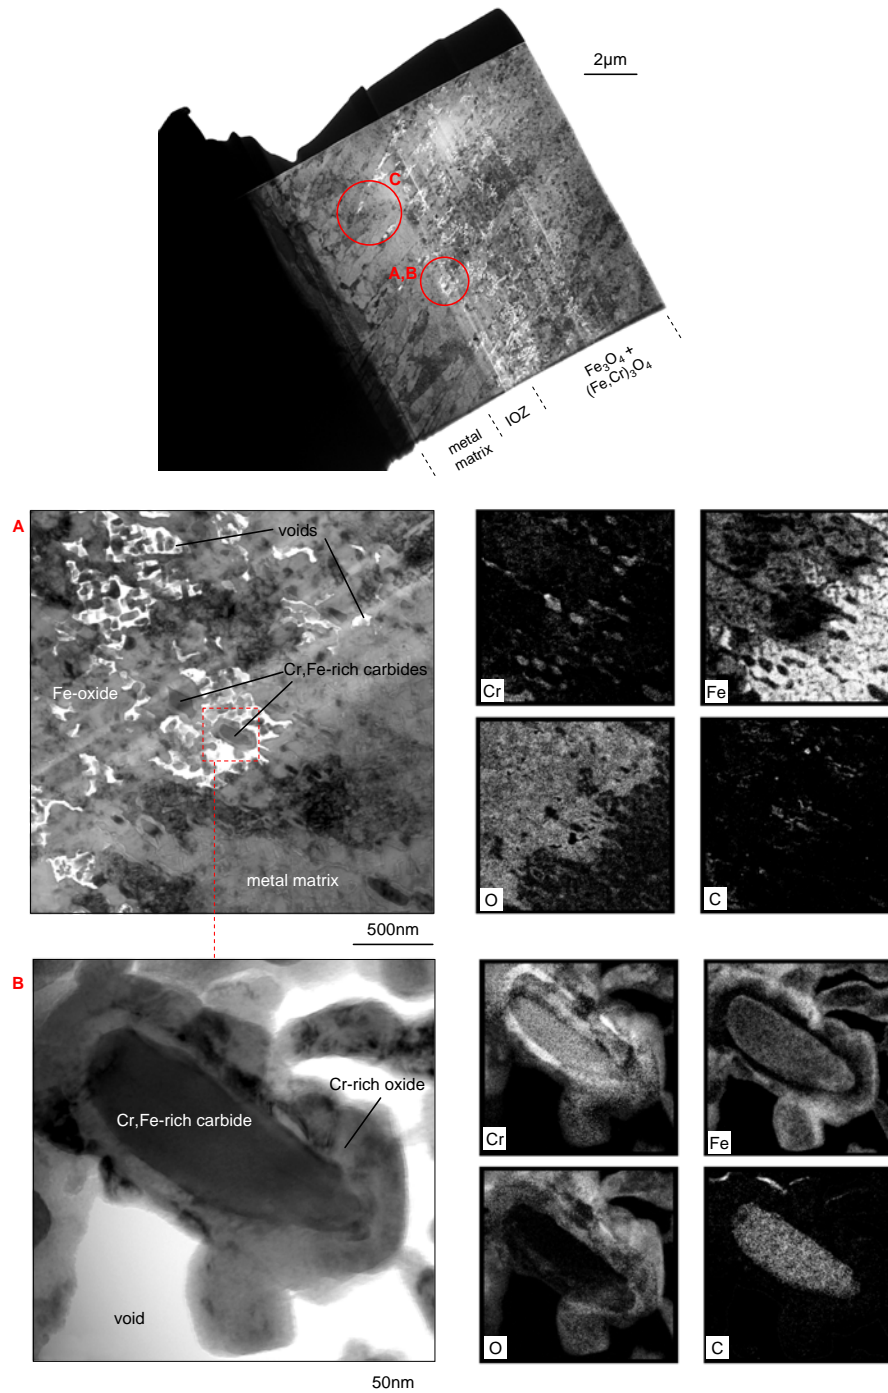 2µm
C
A,B
metal
matrix
IOZ
Fe₃O₄ +
(Fe,Cr)₃O₄
A
voids
Cr,Fe-rich carbides
Fe-oxide
metal matrix
500nm
Cr
Fe
O
C
B
Cr-rich oxide
Cr,Fe-rich carbide
void
50nm
Cr
Fe
O
C